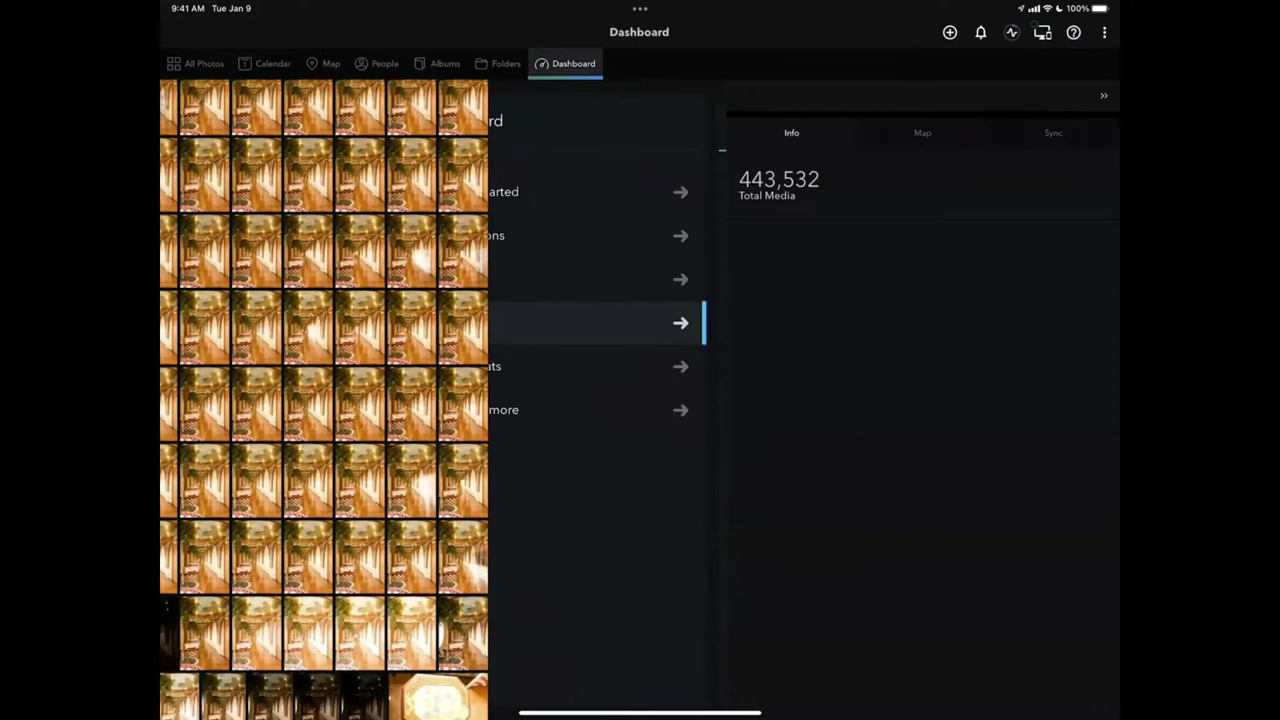 9:41 AM Tue Jan 9
100%
Dashboard
All Photos
Calendar
Map
People
Albums
Folders
Dashboard
rd
arted
ons
ats
more
Info
Map
Sync
443,532
Total Media